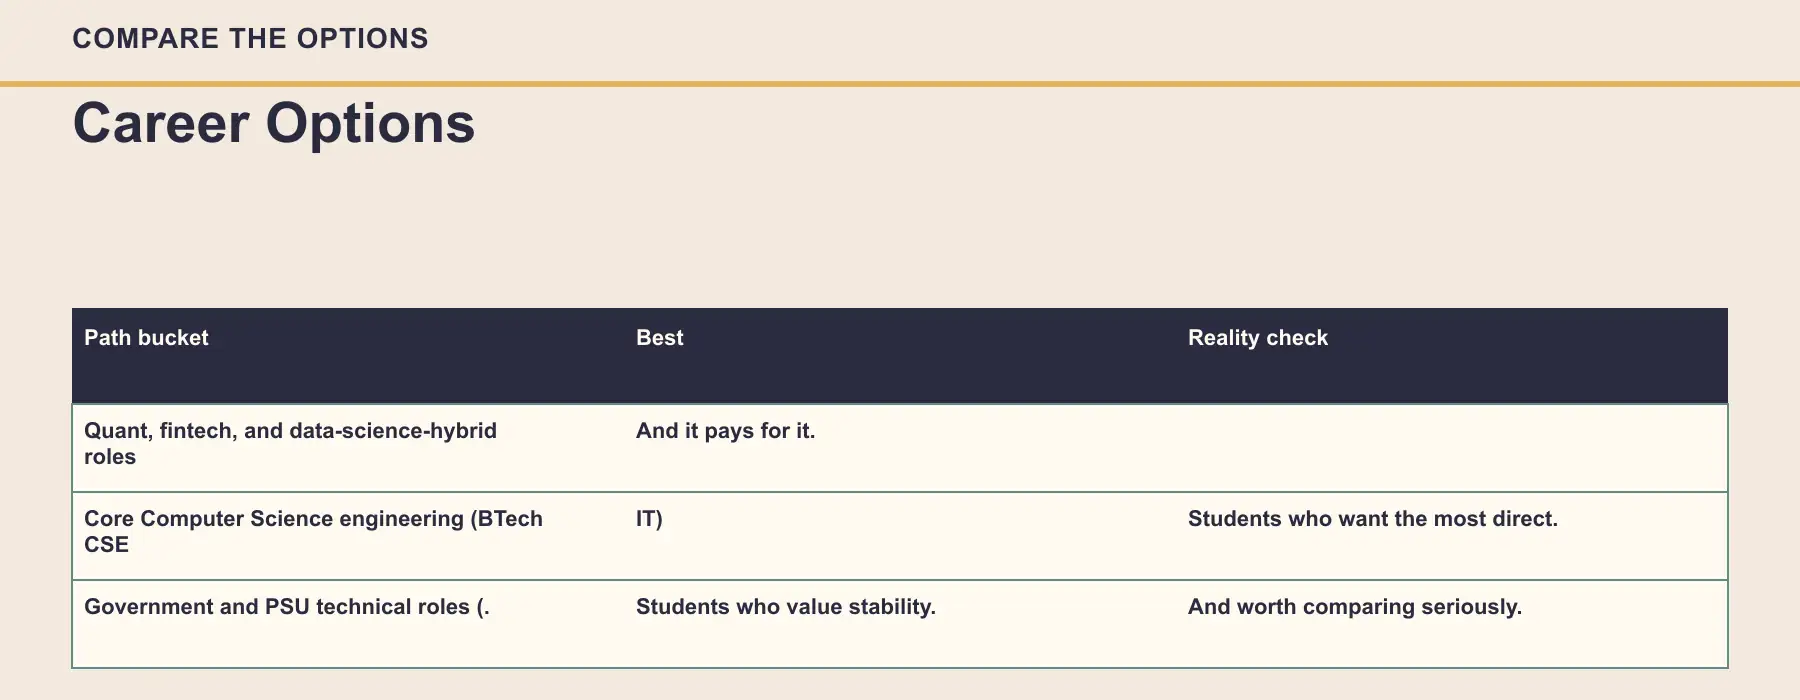 COMPARE THE OPTIONS
Career Options
Path bucket
Best
Reality check
Quant, fintech, and data-science-hybrid
roles
And it pays for it.
Core Computer Science engineering (BTech
CSE
IT)
Students who want the most direct.
Government and PSU technical roles (.
Students who value stability.
And worth comparing seriously.